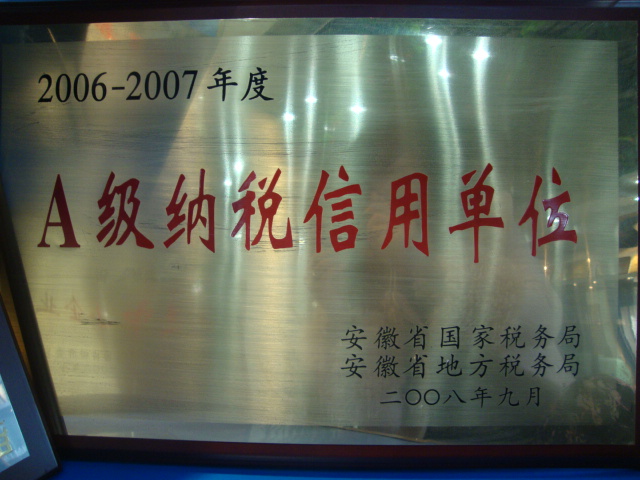 2006-2007年度
A级纳税信用单位
安徽省国家税务局
安徽省地方税务局
二〇〇八年九月